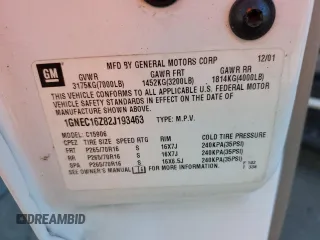 GM
MFD BY GENERAL MOTORS CORP 12/01
GVWR GAWR FRT GAWR RR
3175KG(7000LB) 1452KG(3200LB) 1814KG(4000LB)
THIS VEHICLE CONFORMS TO ALL APPLICABLE U.S. FEDERAL MOTOR
VEHICLE SAFETY STANDARDS IN EFFECT ON THE DATE OF
MANUFACTURE SHOWN ABOVE.
1GNEC16Z82J193463 TYPE: M.P.V.
MODEL: C15906
TIRE SIZE SPEED RTG RIM COLD TIRE PRESSURE
FRT P265/70R16 S 16X7J 240KPA(35PSI)
RR P265/70R16 S 16X7J 240KPA(35PSI)
SPA S 16X6.5J 240KPA(35PSI)
SEE OWNER'S MANUAL FOR MORE INFORMATION.
DREAMBID